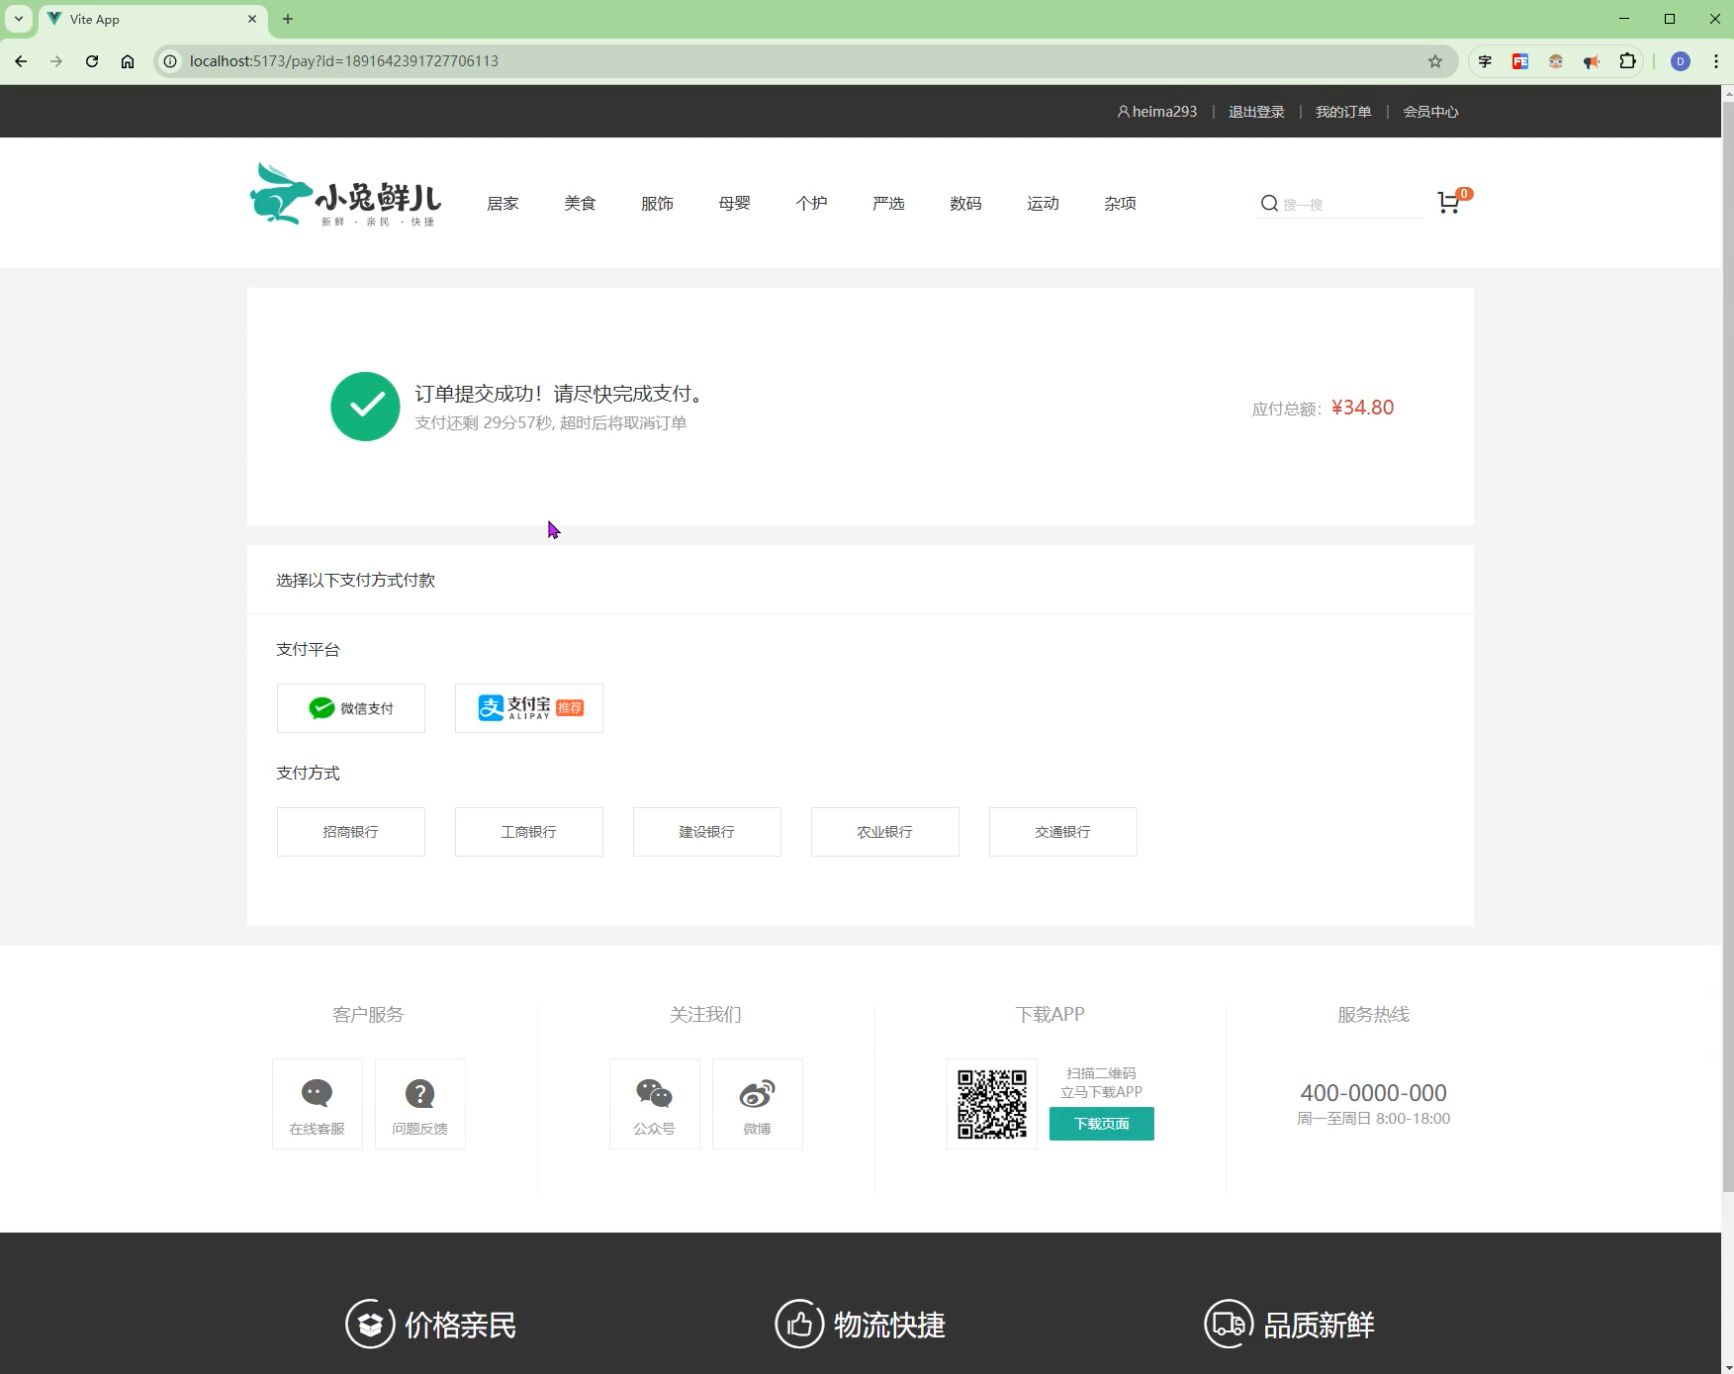 Vite App
localhost:5173/pay?id=1891642391727706113
字
D
heima293 | 退出登录 | 我的订单 | 会员中心
小兔鲜儿
新鲜 · 亲民 · 快捷
居家 美食 服饰 母婴 个护 严选 数码 运动 杂项
搜一搜
0
订单提交成功！请尽快完成支付。
支付还剩 29分57秒, 超时后将取消订单
应付总额：¥34.80
选择以下支付方式付款
支付平台
微信支付
支付宝 推荐
ALIPAY
支付方式
招商银行 工商银行 建设银行 农业银行 交通银行
客户服务 关注我们 下载APP 服务热线
在线客服 问题反馈 公众号 微博
扫描二维码
立马下载APP
下载页面
400-0000-000
周一至周日 8:00-18:00
价格亲民 物流快捷 品质新鲜